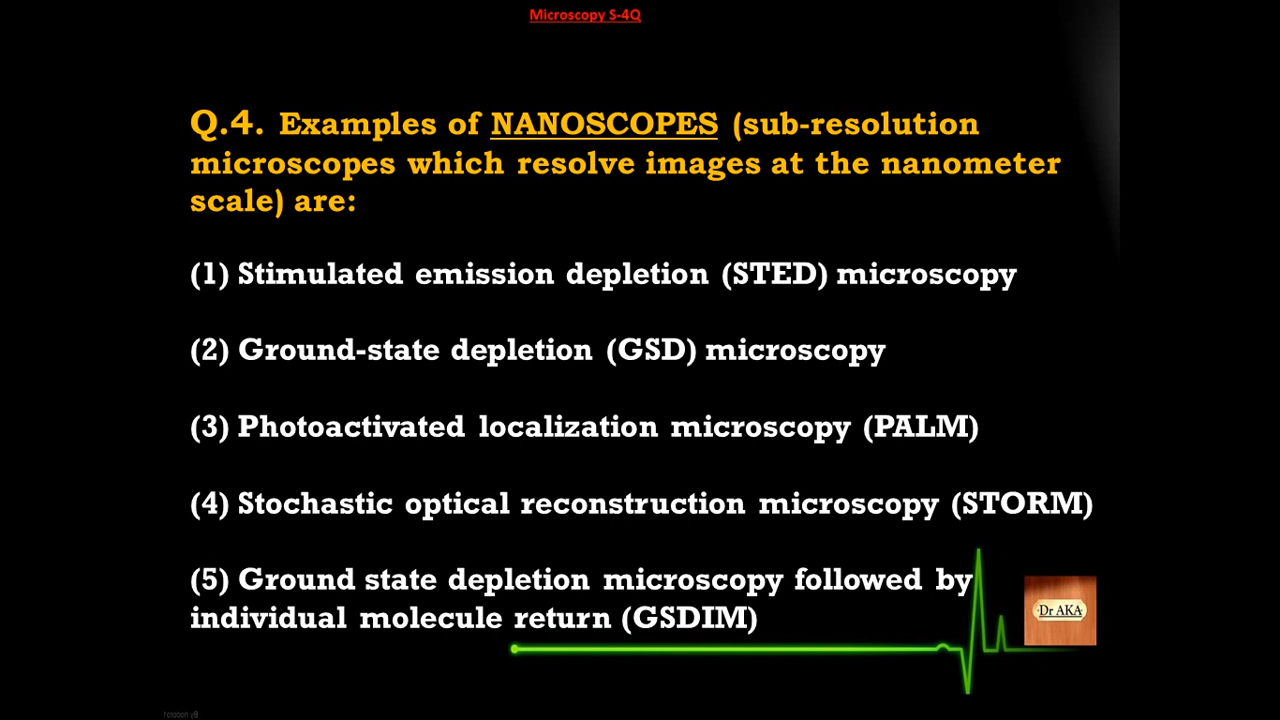 Microscopy S-4Q
Q.4. Examples of NANOSCOPES (sub-resolution
microscopes which resolve images at the nanometer
scale) are:
(1) Stimulated emission depletion (STED) microscopy
(2) Ground-state depletion (GSD) microscopy
(3) Photoactivated localization microscopy (PALM)
(4) Stochastic optical reconstruction microscopy (STORM)
(5) Ground state depletion microscopy followed by
individual molecule return (GSDIM)
Dr AKA